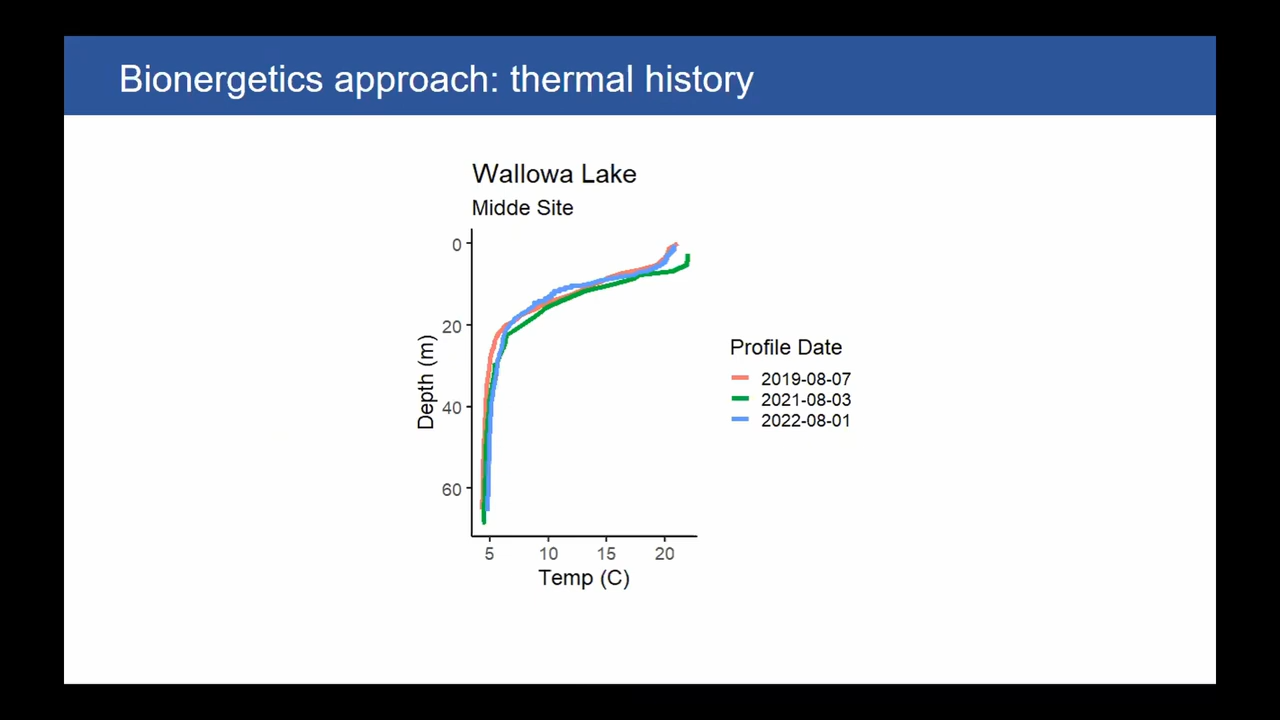 Bionergetics approach: thermal history
Wallowa Lake
Midde Site
0
20
40
60
Depth (m)
5 10 15 20
Temp (C)
Profile Date
2019-08-07
2021-08-03
2022-08-01